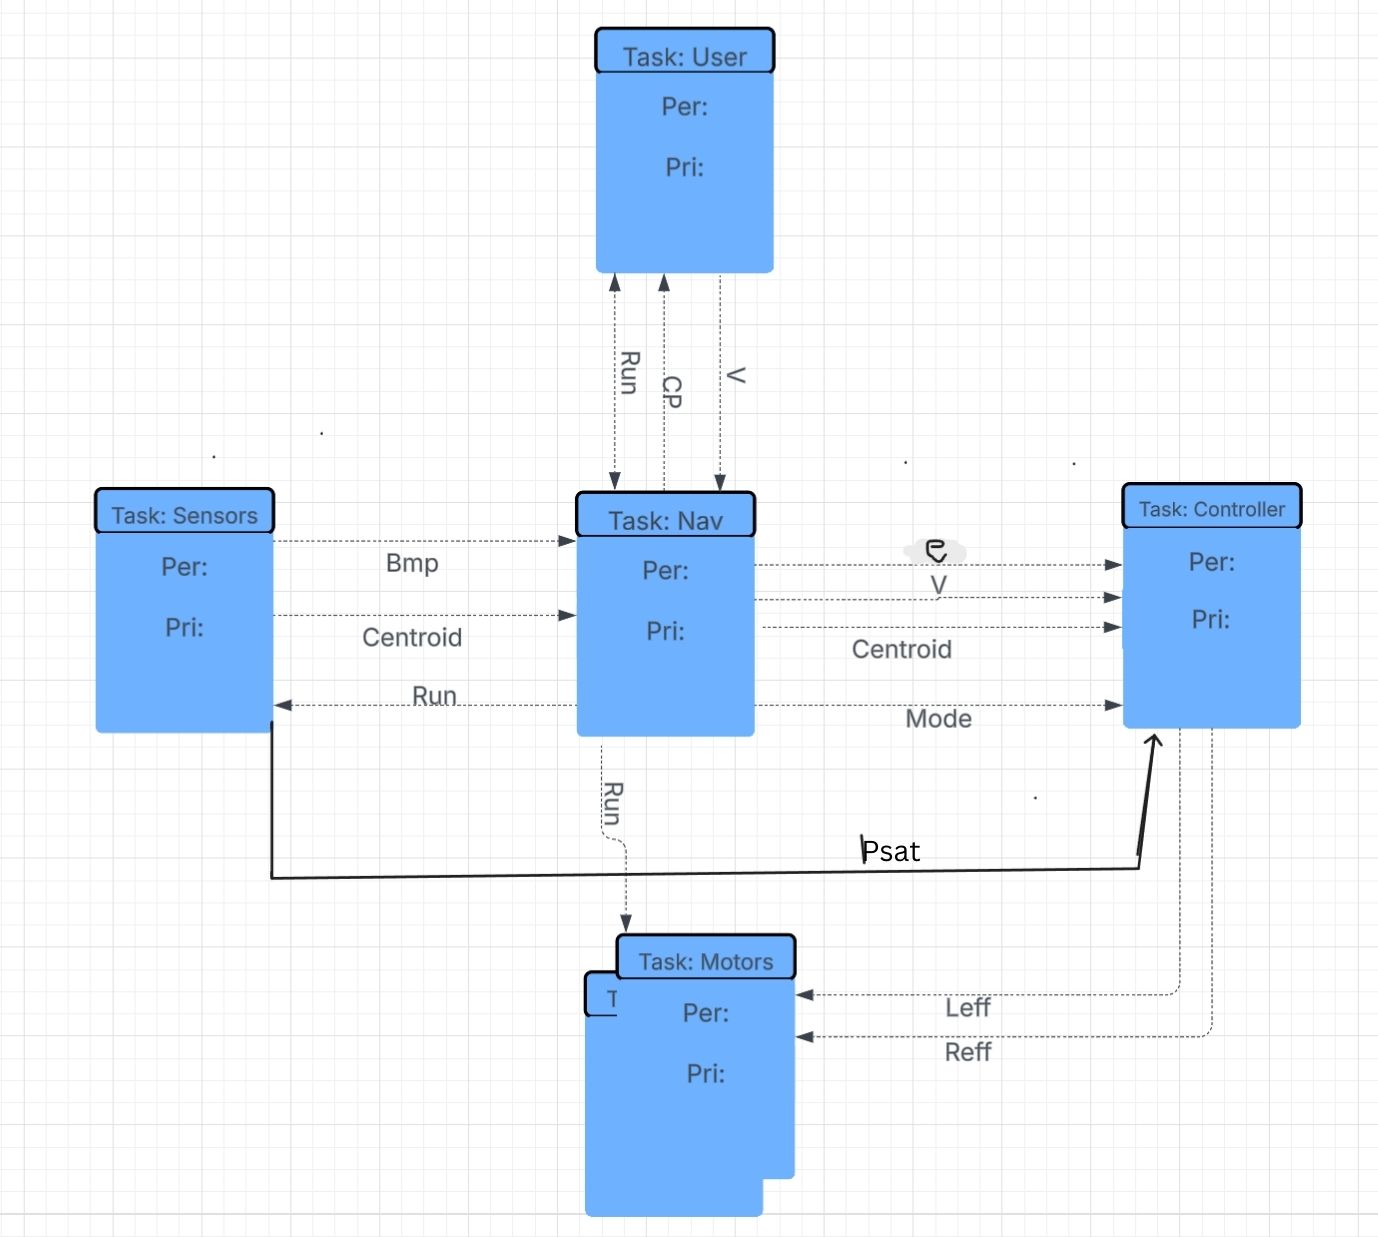 Task: User
Per:
Pri:
Run
CP
V
Task: Sensors
Per:
Pri:
Task: Nav
Per:
Pri:
Task: Controller
Per:
Pri:
Bmp
Centroid
Run
V
Centroid
Mode
Run
Psat
Task: Motors
Per:
Pri:
T
Leff
Reff